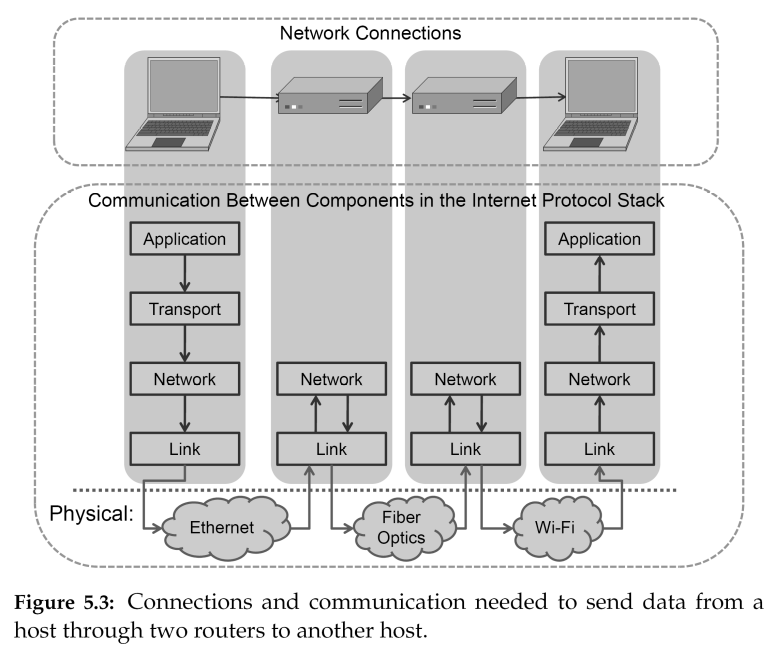 Network Connections
Communication Between Components in the Internet Protocol Stack
Application
Application
Transport
Transport
Network
Network
Network
Network
Link
Link
Link
Link
Physical:
Ethernet
Fiber
Optics
Wi-Fi
Figure 5.3: Connections and communication needed to send data from a
host through two routers to another host.